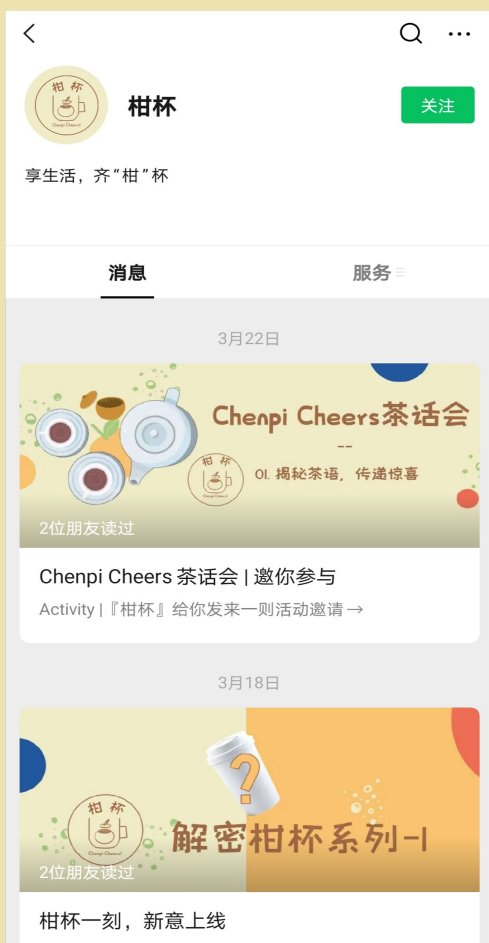 柑杯
Chenpi Cheers!
柑杯
关注
享生活，齐“柑”杯
消息
服务
3月22日
Chenpi Cheers茶话会
--
01. 揭秘茶语，传递惊喜
柑杯
Chenpi Cheers!
2位朋友读过
Chenpi Cheers 茶话会 | 邀你参与
Activity |『柑杯』给你发来一则活动邀请→
3月18日
?
柑杯
Chenpi Cheers!
解密柑杯系列-1
2位朋友读过
柑杯一刻，新意上线